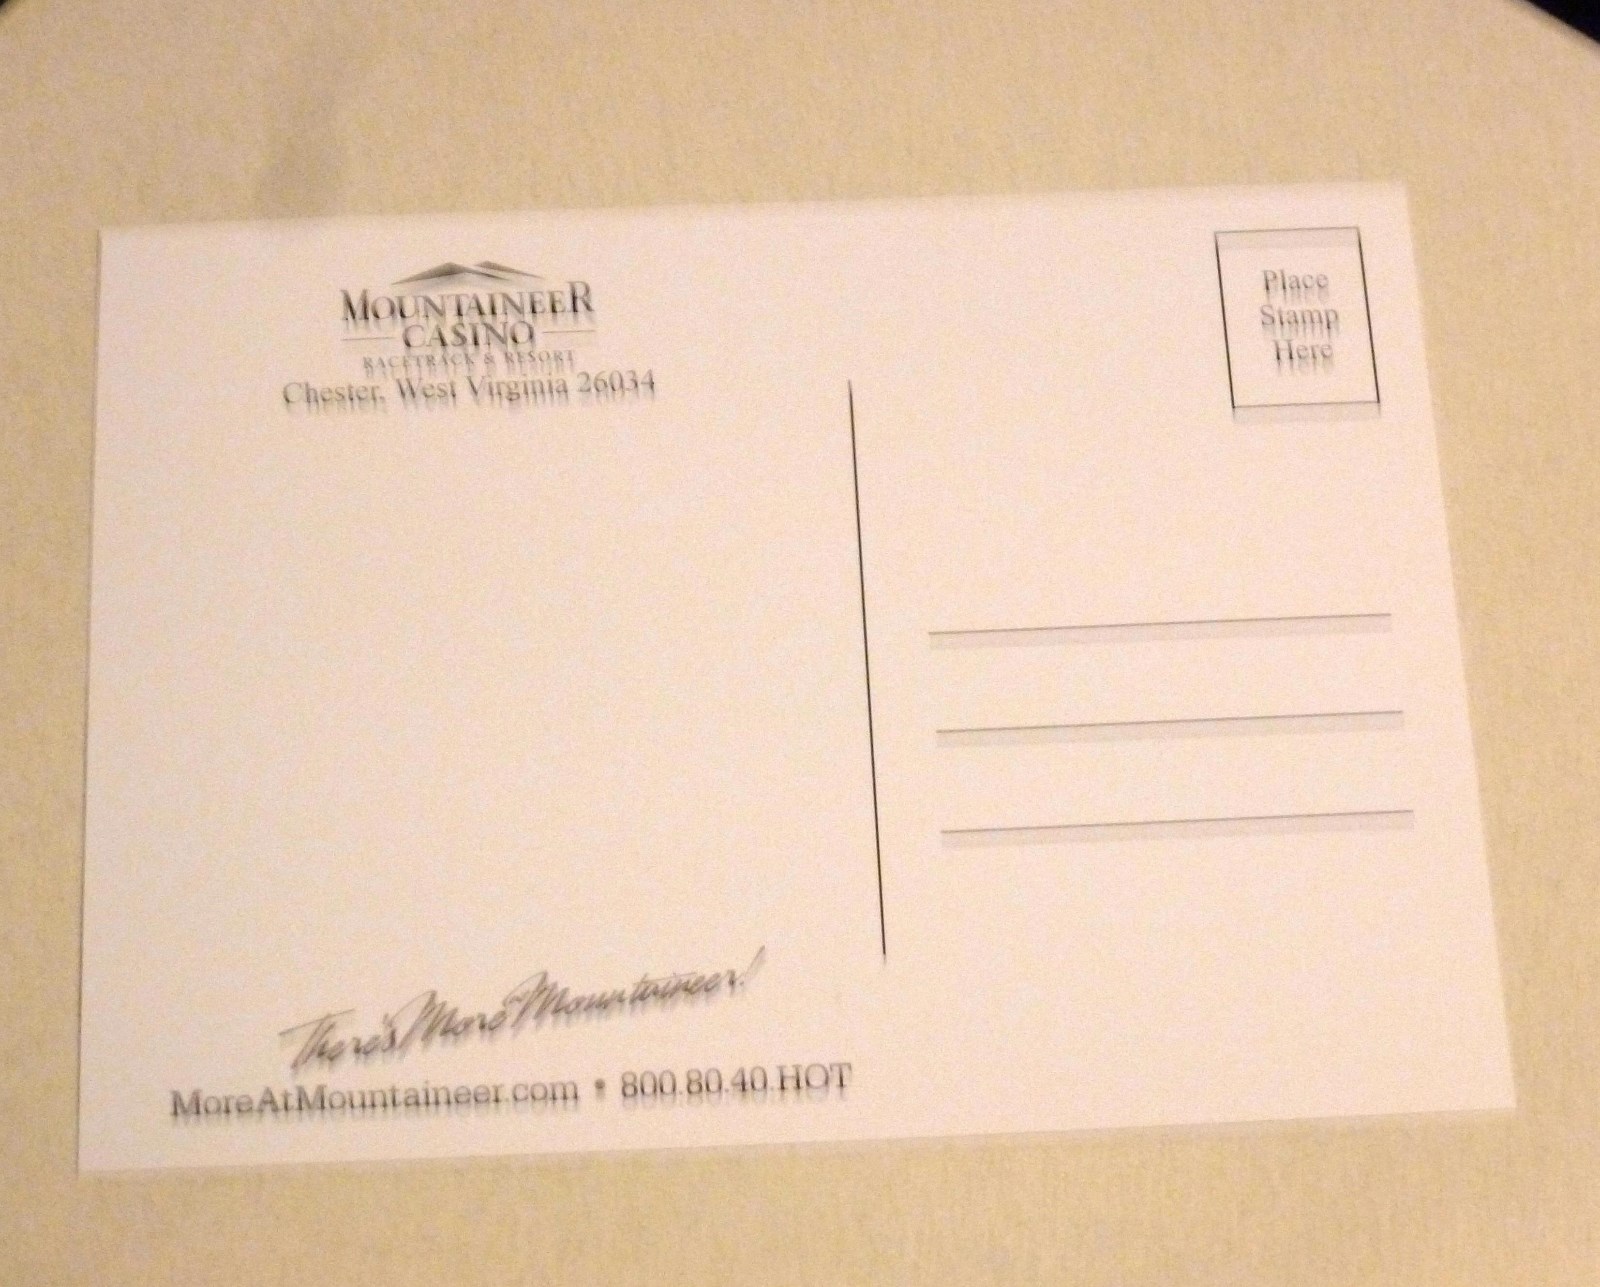 MOUNTAINEER
CASINO
RACETRACK & RESORT
Chester, West Virginia 26034
Place
Stamp
Here
There's More at Mountaineer!
MoreAtMountaineer.com • 800.80.40.HOT